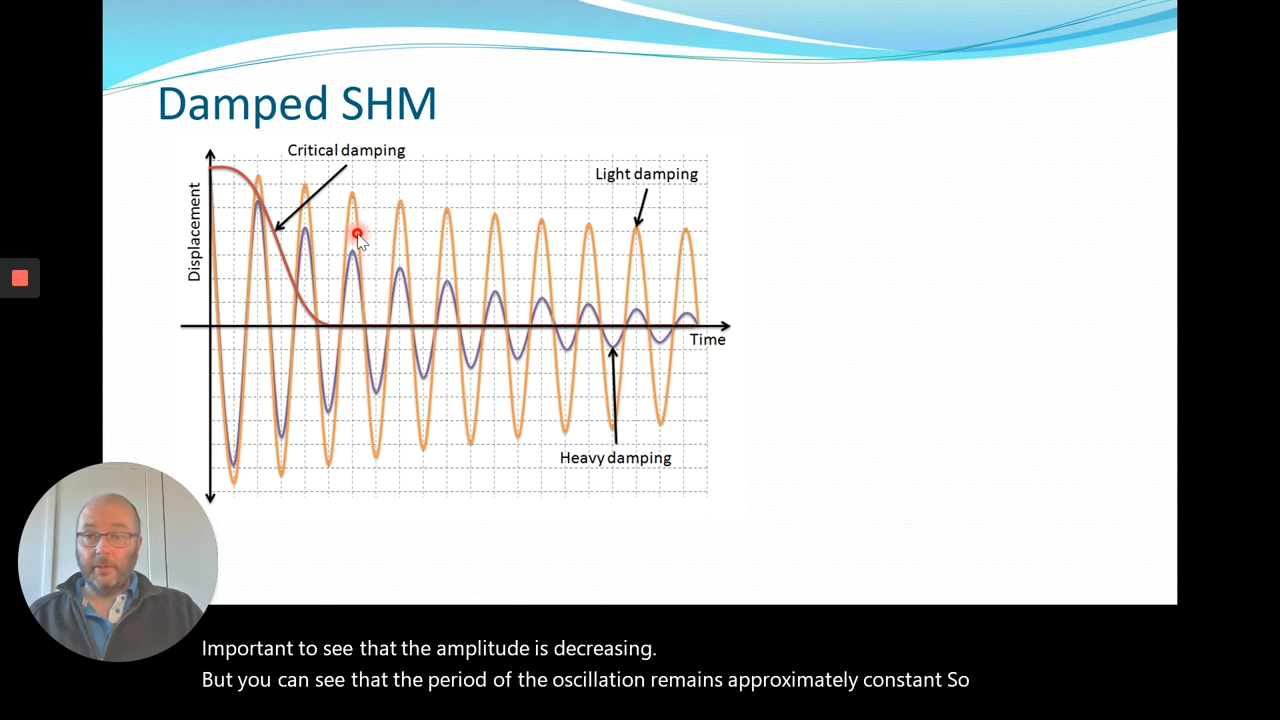 Damped SHM
Critical damping
Light damping
Displacement
Time
Heavy damping
Important to see that the amplitude is decreasing.
But you can see that the period of the oscillation remains approximately constant So